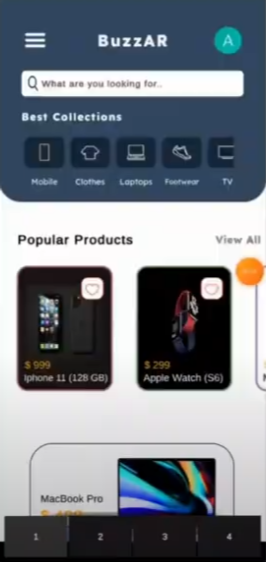 BuzzAR
A
What are you looking for..
Best Collections
Mobile Clothes Laptops Footwear TV
Popular Products View All
$ 999
Iphone 11 (128 GB)
$ 299
Apple Watch (S6)
MacBook Pro
1 2 3 4